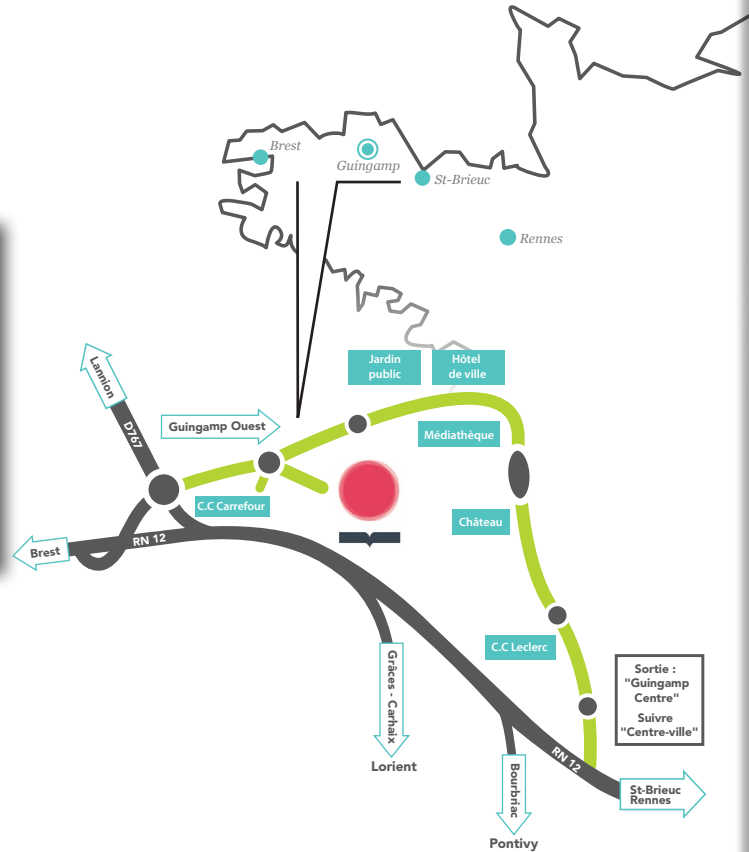 Brest
Guingamp
St-Brieuc
Rennes
Jardin
public
Hôtel
de ville
Lannion
D767
Guingamp Ouest
Médiathèque
C.C Carrefour
Château
Brest
RN 12
C.C Leclerc
Sortie :
"Guingamp
Centre"
Suivre
"Centre-ville"
Grâces - Carhaix
Lorient
RN 12
Bourbriac
St-Brieuc
Rennes
Pontivy